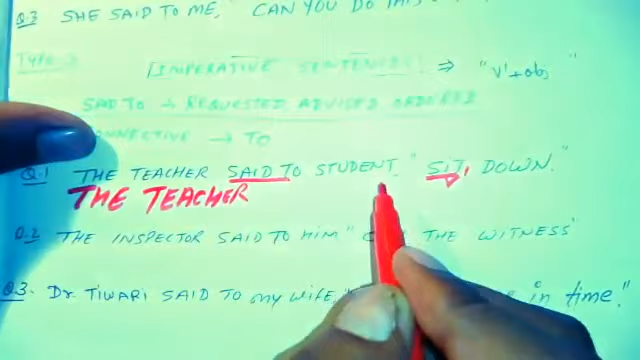 Q.3 SHE SAID TO ME, "CAN YOU DO THIS
TYPE-3
[IMPERATIVE SENTENCES] ⇒ "V¹+obj"
SAID TO → REQUESTED ADVISED ORDERED
CONNECTIVE → TO
Q.1 THE TEACHER SAID TO STUDENT. "SIT DOWN."
THE TEACHER
Q.2 THE INSPECTOR SAID TO HIM " THE WITNESS"
Q.3. Dr. TIWARI SAID TO my WIFE, " in time."